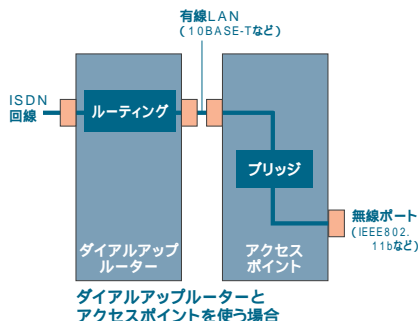 有線LAN
(10BASE-Tなど)
ISDN
回線
ルーティング
ブリッジ
無線ポート
(IEEE802.
11bなど)
ダイアルアップ
ルーター
アクセス
ポイント
ダイアルアップルーターと
アクセスポイントを使う場合